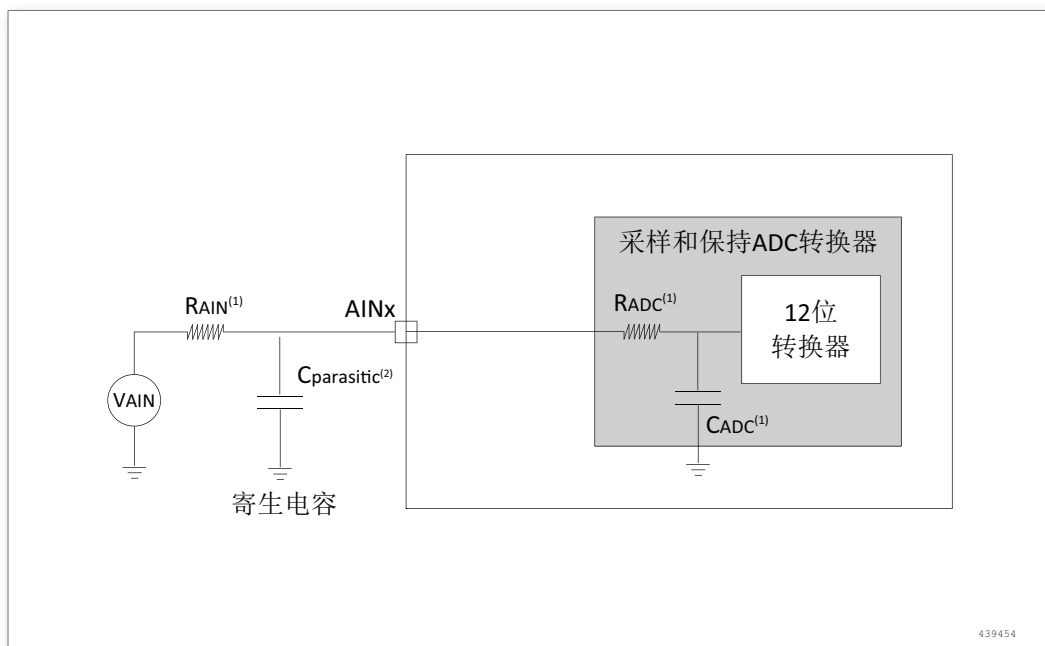 采样和保持ADC转换器
RAIN(1)
AINx
RADC(1)
12位
转换器
VAIN
Cparasitic(2)
CADC(1)
寄生电容
439454